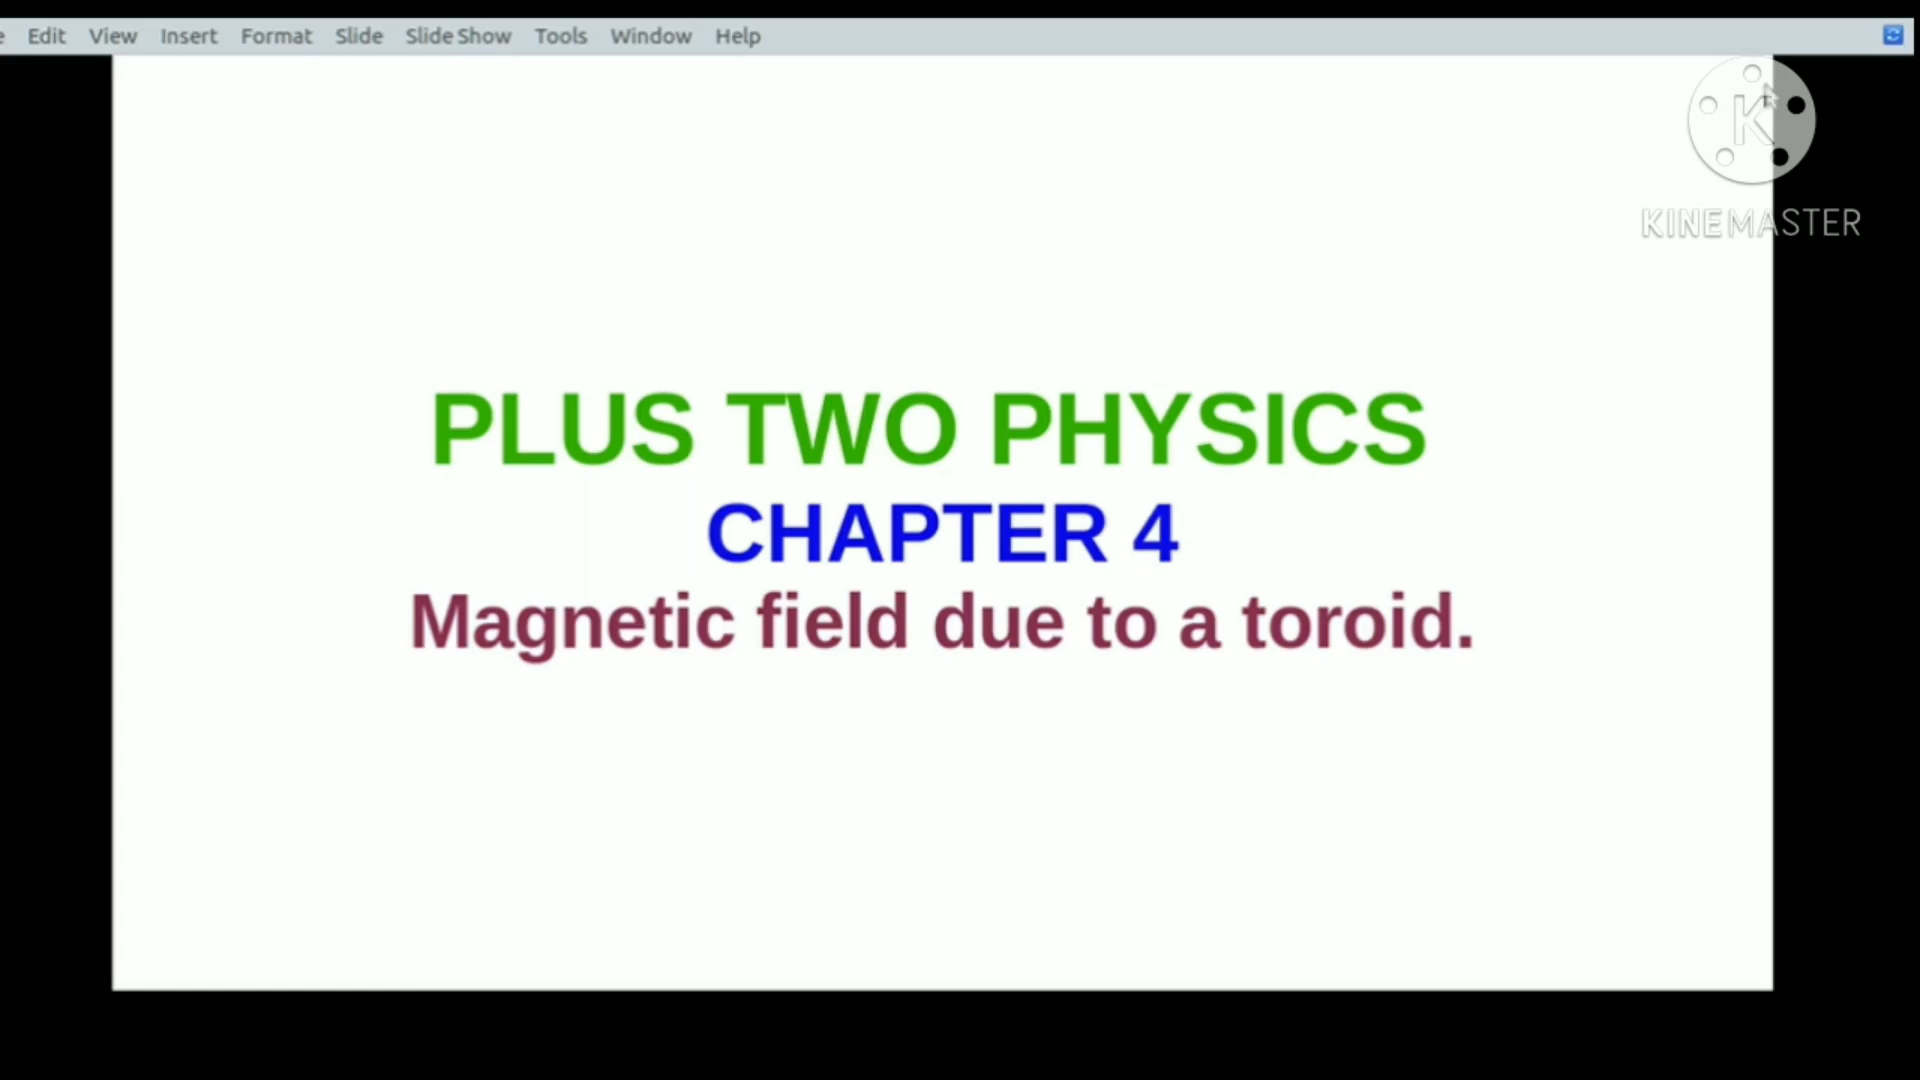 Edit View Insert Format Slide Slide Show Tools Window Help
K
KINEMASTER
PLUS TWO PHYSICS
CHAPTER 4
Magnetic field due to a toroid.